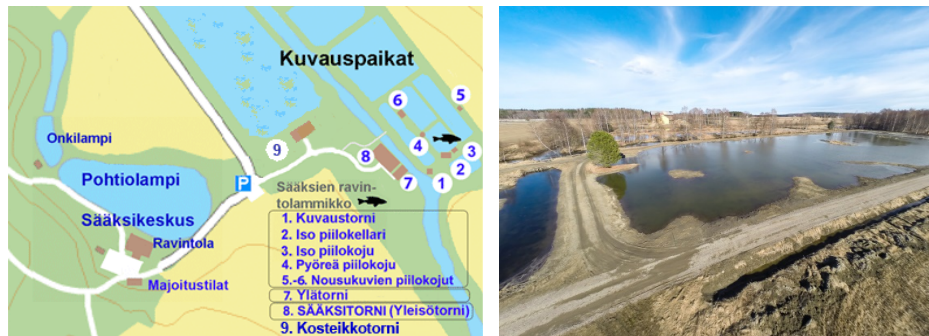 Kuvauspaikat
6
5
Onkilampi
9
8
4
3
2
7
1
Pohtiolampi
P
Sääksien ravin-
tolammikko
Sääksikeskus
Ravintola
Majoitustilat
1. Kuvaustorni
2. Iso piilokellari
3. Iso piilokoju
4. Pyöreä piilokoju
5.-6. Nousukuvien piilokojut
7. Ylätorni
8. SÄÄKSITORNI (Yleisötorni)
9. Kosteikkotorni